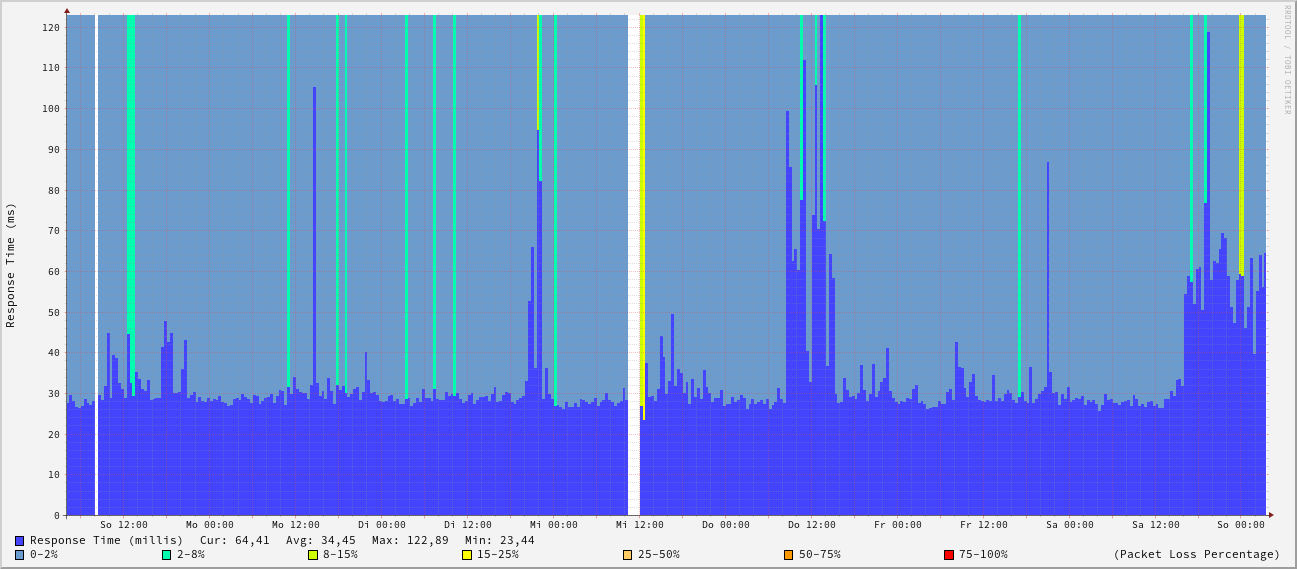 RRDTOOL / TOBI OETIKER
Response Time (ms)
120
110
100
90
80
70
60
50
40
30
20
10
0
So 12:00 Mo 00:00 Mo 12:00 Di 00:00 Di 12:00 Mi 00:00 Mi 12:00 Do 00:00 Do 12:00 Fr 00:00 Fr 12:00 Sa 00:00 Sa 12:00 So 00:00
Response Time (millis) Cur: 64,41 Avg: 34,45 Max: 122,89 Min: 23,44
0-2% 2-8% 8-15% 15-25% 25-50% 50-75% 75-100% (Packet Loss Percentage)